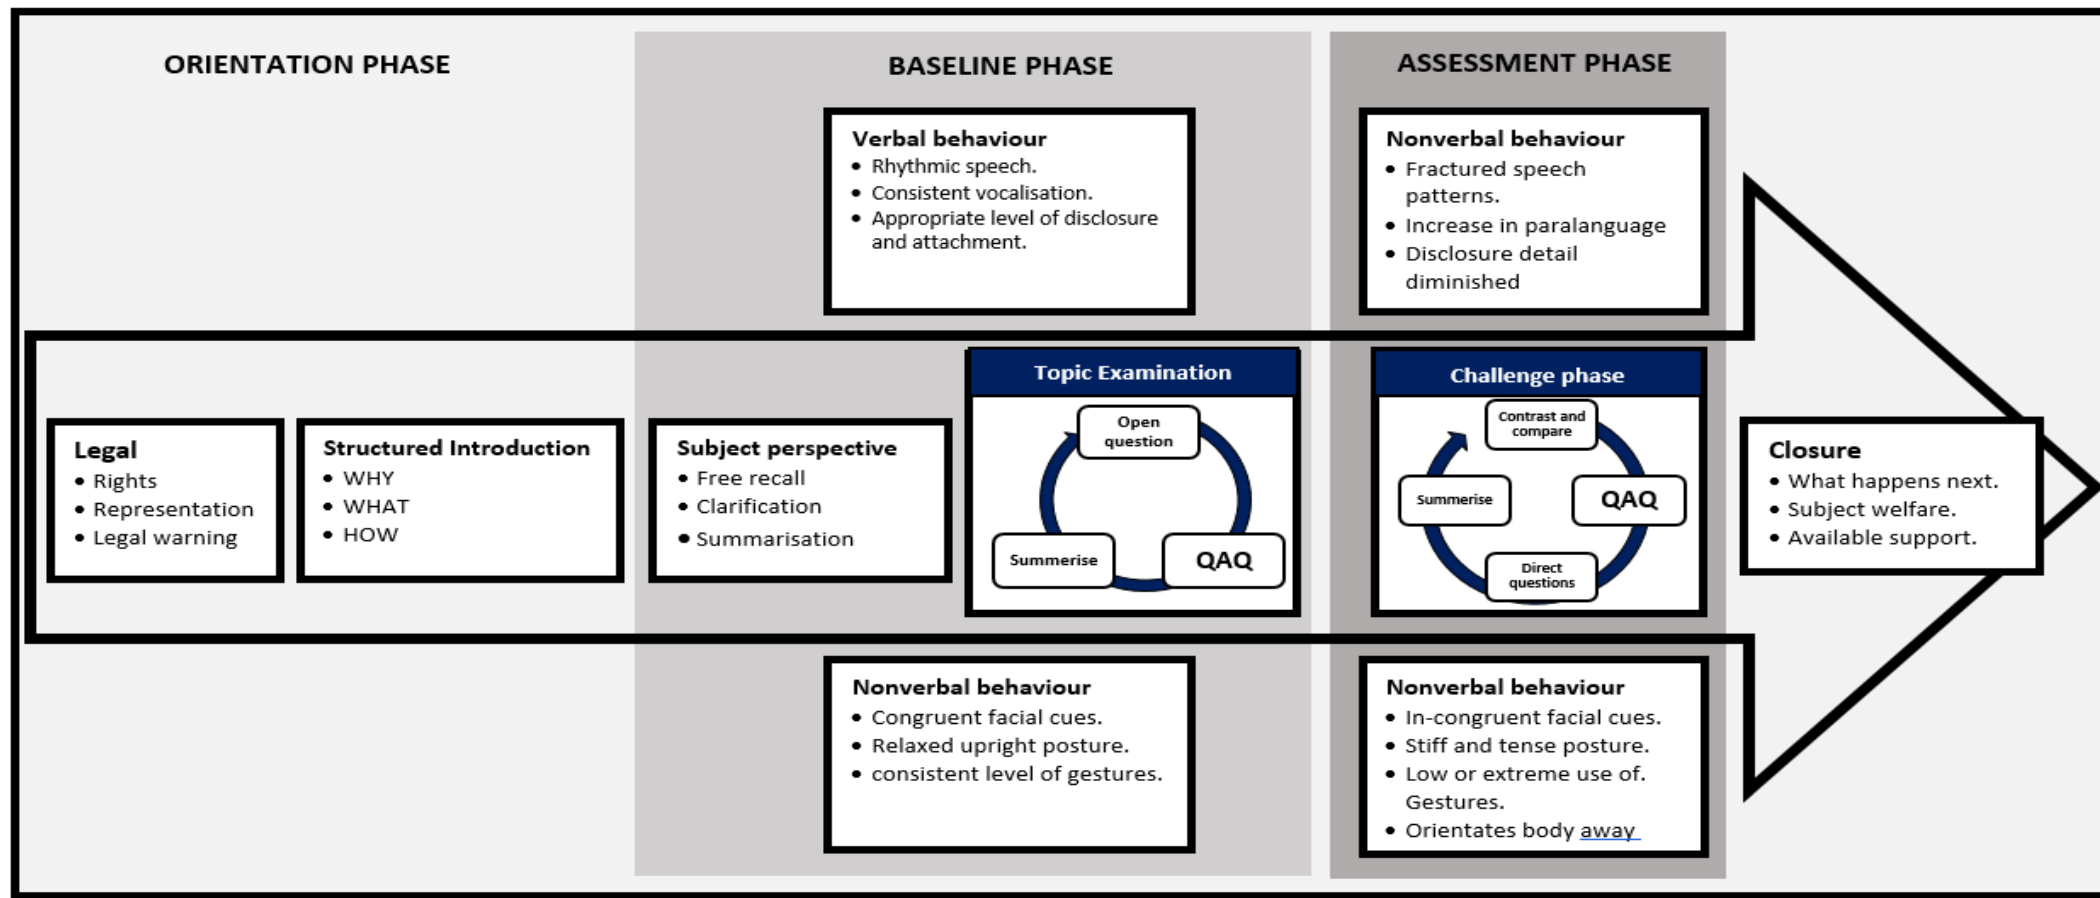 ORIENTATION PHASE
BASELINE PHASE
ASSESSMENT PHASE
Verbal behaviour
• Rhythmic speech.
• Consistent vocalisation.
• Appropriate level of disclosure
and attachment.
Nonverbal behaviour
• Fractured speech
patterns.
• Increase in paralanguage
• Disclosure detail
diminished
Legal
• Rights
• Representation
• Legal warning
Structured Introduction
• WHY
• WHAT
• HOW
Subject perspective
• Free recall
• Clarification
• Summarisation
Topic Examination
Open
question
QAQ
Summerise
Challenge phase
Contrast and
compare
QAQ
Direct
questions
Summerise
Closure
• What happens next.
• Subject welfare.
• Available support.
Nonverbal behaviour
• Congruent facial cues.
• Relaxed upright posture.
• consistent level of gestures.
Nonverbal behaviour
• In-congruent facial cues.
• Stiff and tense posture.
• Low or extreme use of.
Gestures.
• Orientates body away